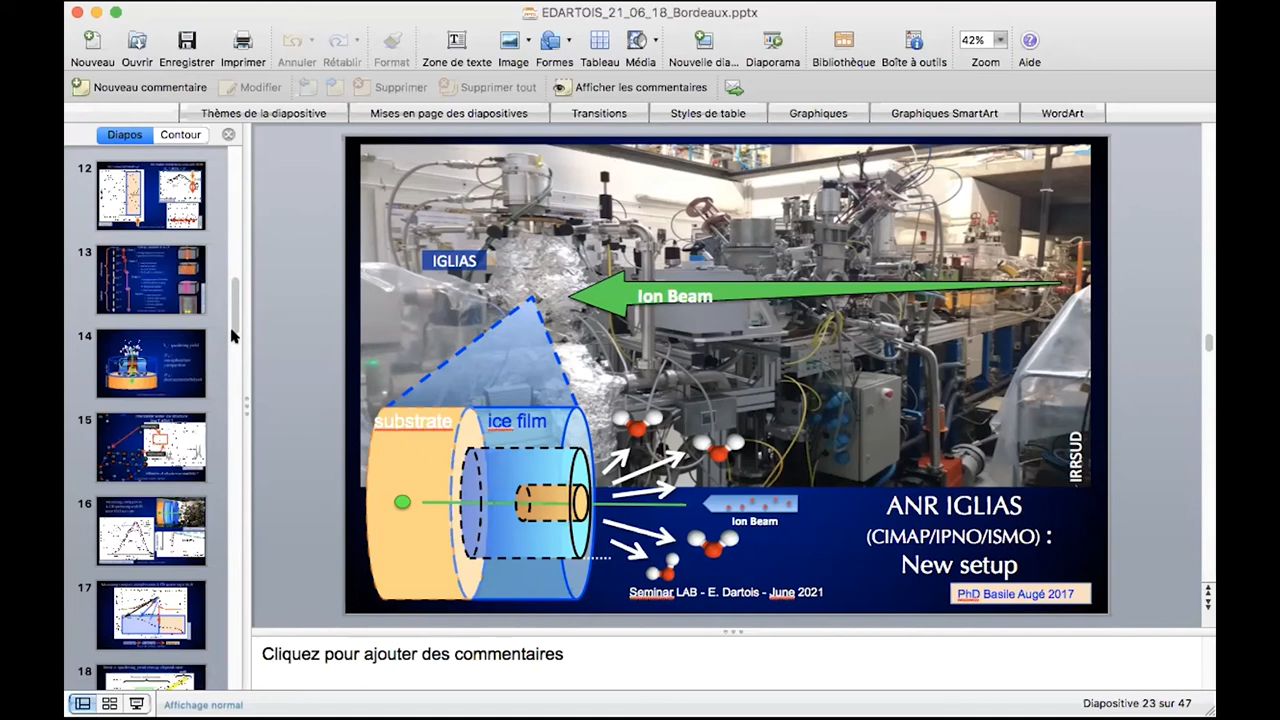 EDARTOIS_21_06_18_Bordeaux.pptx
42%
Nouveau Ouvrir Enregistrer Imprimer Annuler Rétablir Format Zone de texte Image Formes Tableau Média Nouvelle dia... Diaporama Bibliothèque Boîte à outils Zoom Aide
Nouveau commentaire Modifier Supprimer Supprimer tout Afficher les commentaires
Thèmes de la diapositive Mises en page des diapositives Transitions Styles de table Graphiques Graphiques SmartArt WordArt
Diapos Contour
12
13
14
15
16
17
18
IGLIAS
Ion Beam
substrate ice film
IRRSUD
Ion Beam
ANR IGLIAS
(CIMAP/IPNO/ISMO) :
New setup
Seminar LAB - E. Dartois - June 2021
PhD Basile Augé 2017
Cliquez pour ajouter des commentaires
Affichage normal
Diapositive 23 sur 47